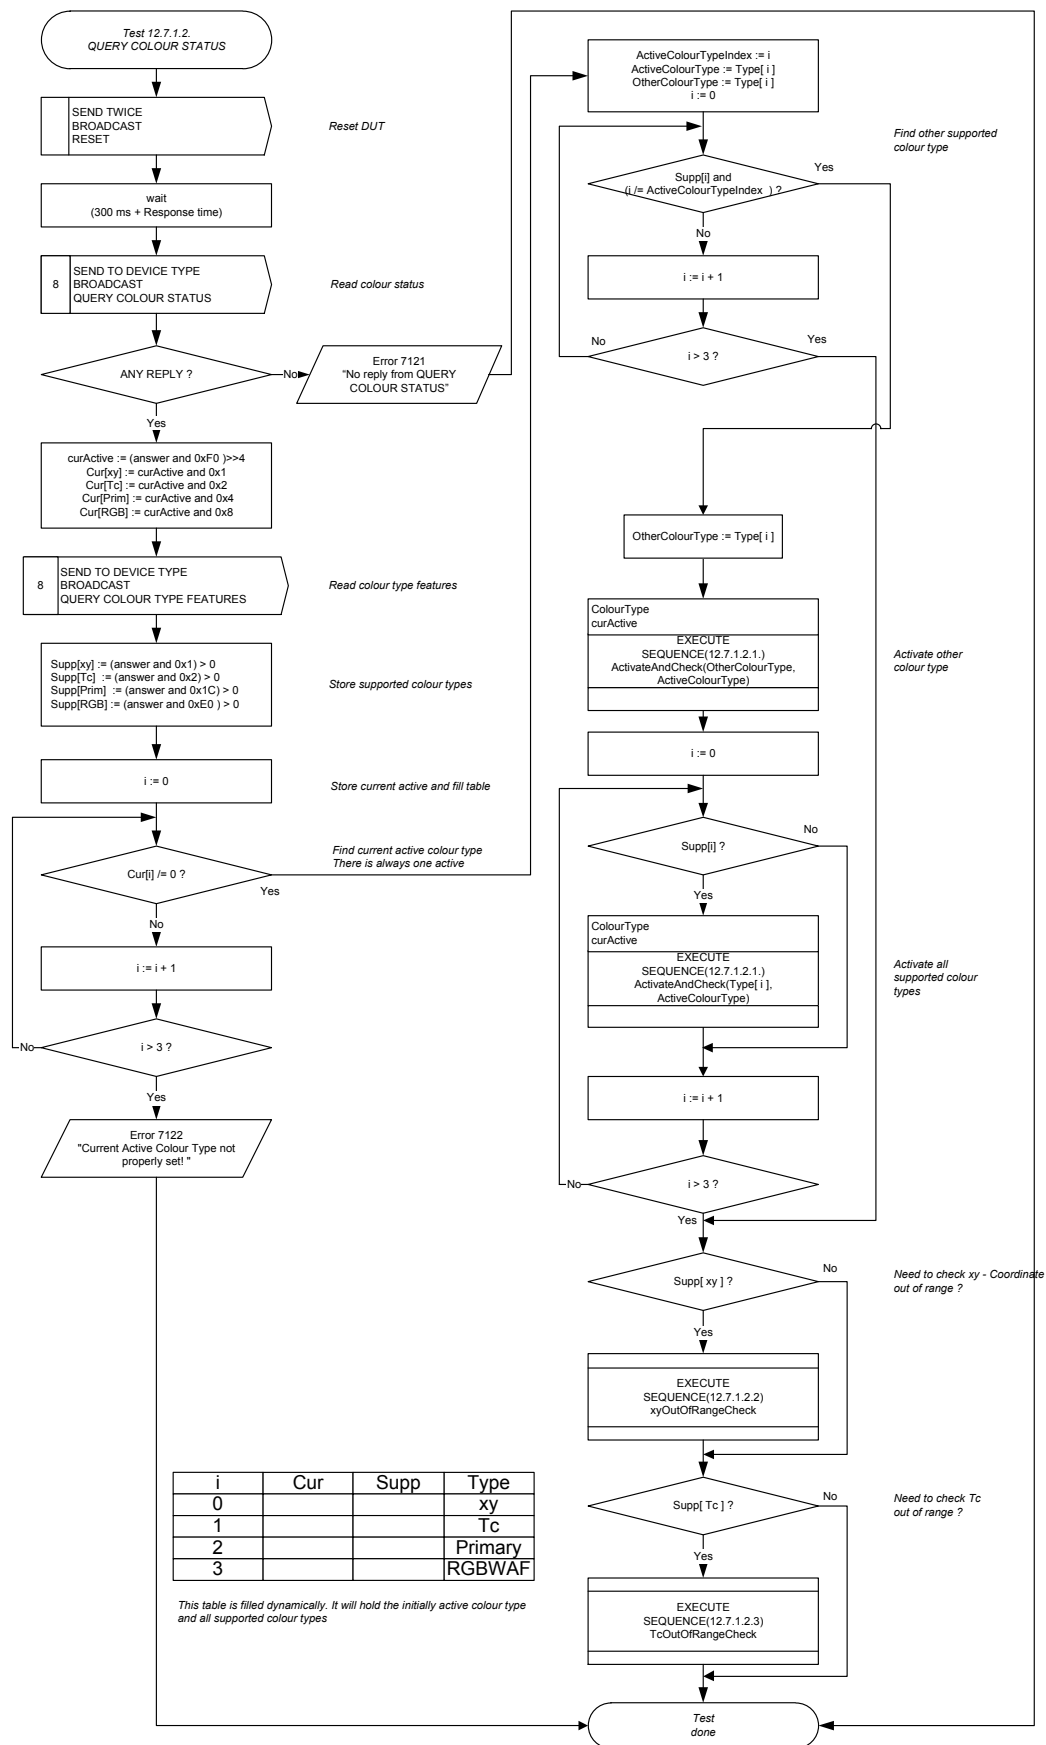 Test 12.7.1.2.
QUERY COLOUR STATUS
SEND TWICE
BROADCAST
RESET
Reset DUT
wait
(300 ms + Response time)
8
SEND TO DEVICE TYPE
BROADCAST
QUERY COLOUR STATUS
Read colour status
ANY REPLY ?
No
Error 7121
“No reply from QUERY
COLOUR STATUS”
Yes
curActive := (answer and 0xF0 )>>4
Cur[xy] := curActive and 0x1
Cur[Tc] := curActive and 0x2
Cur[Prim] := curActive and 0x4
Cur[RGB] := curActive and 0x8
8
SEND TO DEVICE TYPE
BROADCAST
QUERY COLOUR TYPE FEATURES
Read colour type features
Supp[xy] := (answer and 0x1) > 0
Supp[Tc] := (answer and 0x2) > 0
Supp[Prim] := (answer and 0x1C) > 0
Supp[RGB] := (answer and 0xE0 ) > 0
Store supported colour types
i := 0
Store current active and fill table
Find current active colour type
There is always one active
Cur[i] /= 0 ?
Yes
No
i := i + 1
No
i > 3 ?
Yes
Error 7122
"Current Active Colour Type not
properly set! "
ActiveColourTypeIndex := i
ActiveColourType := Type[ i ]
OtherColourType := Type[ i ]
i := 0
Find other supported
colour type
Yes
Supp[i] and
(i /= ActiveColourTypeIndex ) ?
No
i := i + 1
No
Yes
i > 3 ?
OtherColourType := Type[ i ]
ColourType
curActive
EXECUTE
SEQUENCE(12.7.1.2.1.)
ActivateAndCheck(OtherColourType,
ActiveColourType)
Activate other
colour type
i := 0
No
Supp[i] ?
Yes
ColourType
curActive
EXECUTE
SEQUENCE(12.7.1.2.1.)
ActivateAndCheck(Type[ i ],
ActiveColourType)
Activate all
supported colour
types
i := i + 1
No
i > 3 ?
Yes
No
Supp[ xy ] ?
Need to check xy - Coordinate
out of range ?
Yes
EXECUTE
SEQUENCE(12.7.1.2.2)
xyOutOfRangeCheck
No
Supp[ Tc ] ?
Need to check Tc
out of range ?
Yes
EXECUTE
SEQUENCE(12.7.1.2.3)
TcOutOfRangeCheck
i Cur Supp Type
0 xy
1 Tc
2 Primary
3 RGBWAF
This table is filled dynamically. It will hold the initially active colour type
and all supported colour types
Test
done